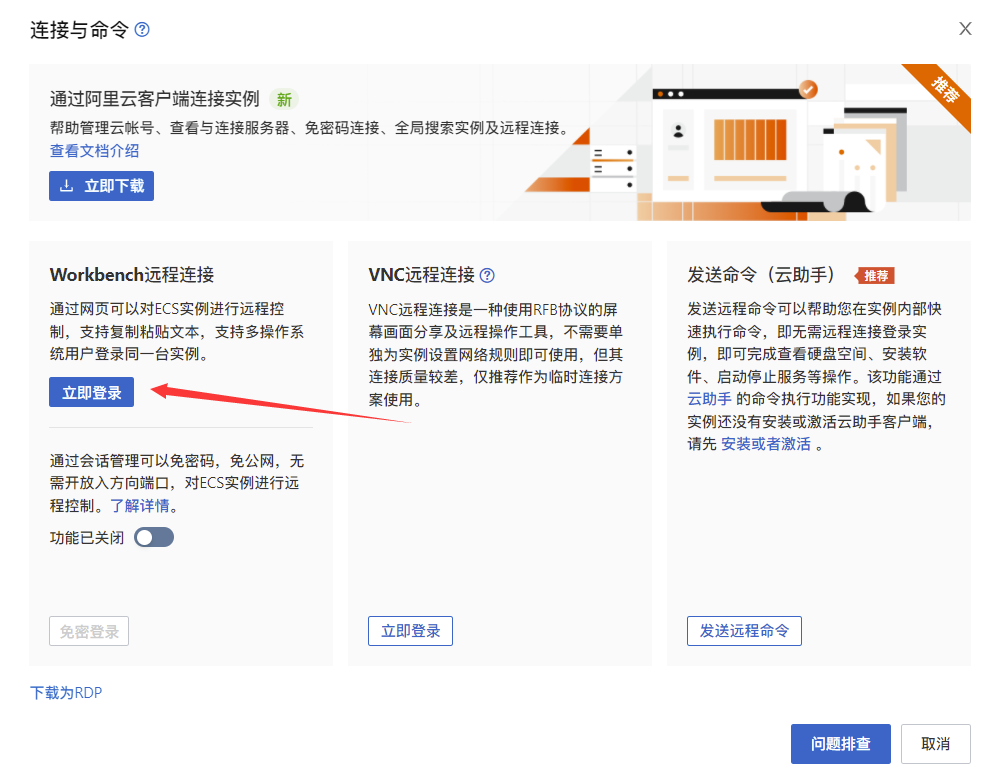 连接与命令
X
通过阿里云客户端连接实例 新
推荐
帮助管理云帐号、查看与连接服务器、免密码连接、全局搜索实例及远程连接。
查看文档介绍
立即下载
Workbench远程连接
通过网页可以对ECS实例进行远程控
制，支持复制粘贴文本，支持多操作系
统用户登录同一台实例。
立即登录
通过会话管理可以免密码，免公网，无
需开放入方向端口，对ECS实例进行远
程控制。了解详情。
功能已关闭
免密登录
VNC远程连接
VNC远程连接是一种使用RFB协议的屏
幕画面分享及远程操作工具，不需要单
独为实例设置网络规则即可使用，但其
连接质量较差，仅推荐作为临时连接方
案使用。
立即登录
发送命令（云助手） 推荐
发送远程命令可以帮助您在实例内部快
速执行命令，即无需远程连接登录实
例，即可完成查看硬盘空间、安装软
件、启动停止服务等操作。该功能通过
云助手 的命令执行功能实现，如果您的
实例还没有安装或激活云助手客户端，
请先 安装或者激活 。
发送远程命令
下载为RDP
问题排查
取消